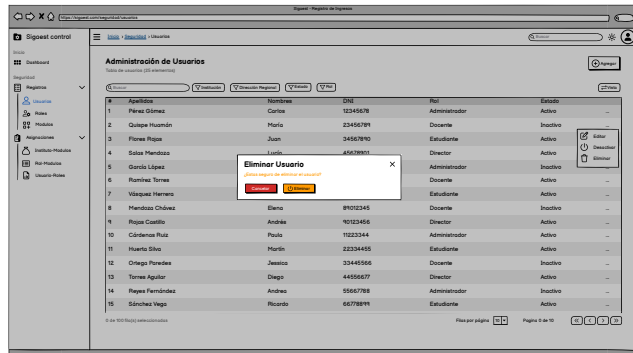 Sigaest - Registro de Ingresos
https://sigaest.com/seguridad/usuarios
Sigaest control
Inicio > Seguridad > Usuarios
Buscar
Inicio
Dashboard
Seguridad
Registros
Usuarios
Roles
Modulos
Asignaciones
Instituto-Modulos
Rol-Modulos
Usuario-Roles
Administración de Usuarios
Tabla de usuarios (25 elementos)
Agregar
Buscar
Institución
Dirección Regional
Estado
Rol
Vista
# Apellidos Nombres DNI Rol Estado
1 Pérez Gómez Carlos 12345678 Administrador Activo ...
2 Quispe Huamán María 23456789 Docente Inactivo ...
3 Flores Rojas Juan 34567890 Estudiante Activo
4 Salas Mendoza Lucía 45678901 Director Activo
5 García López Administrador Inactivo
6 Ramírez Torres Docente Activo ...
7 Vásquez Herrero Estudiante Activo ...
8 Mendoza Chávez Elena 89012345 Docente Inactivo ...
9 Rojas Castillo Andrés 90123456 Director Activo ...
10 Cárdenas Ruiz Paula 11223344 Administrador Activo ...
11 Huerta Silva Martín 22334455 Estudiante Activo ...
12 Ortega Paredes Jessica 33445566 Docente Inactivo ...
13 Torres Aguilar Diego 44556677 Director Activo ...
14 Reyes Fernández Andrea 55667788 Administrador Inactivo ...
15 Sánchez Vega Ricardo 66778899 Estudiante Activo ...
Editar
Desactivar
Eliminar
Eliminar Usuario
¿Estas seguro de eliminar el usuario?
Cancelar
Eliminar
0 de 100 fila(s) seleccionadas
Filas por página 10
Pagina 0 de 10